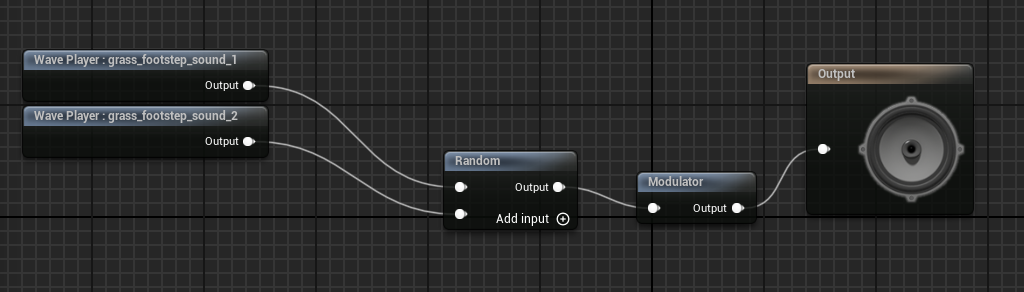 Wave Player : grass_footstep_sound_1
Output
Wave Player : grass_footstep_sound_2
Output
Random
Output
Add input
Modulator
Output
Output